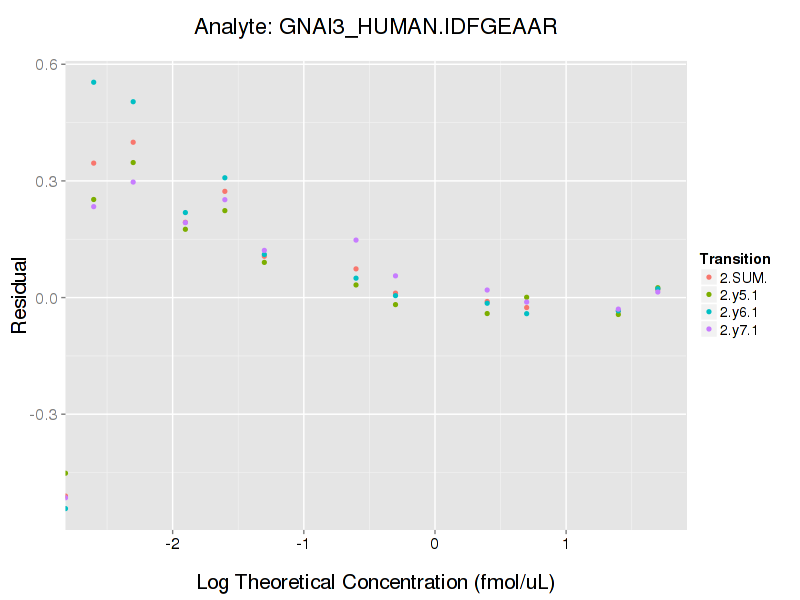 Analyte: GNAI3_HUMAN.IDFGEAAR
0.6
0.3
0.0
-0.3
Residual
-2
-1
0
1
Log Theoretical Concentration (fmol/uL)
Transition
2.SUM.
2.y5.1
2.y6.1
2.y7.1